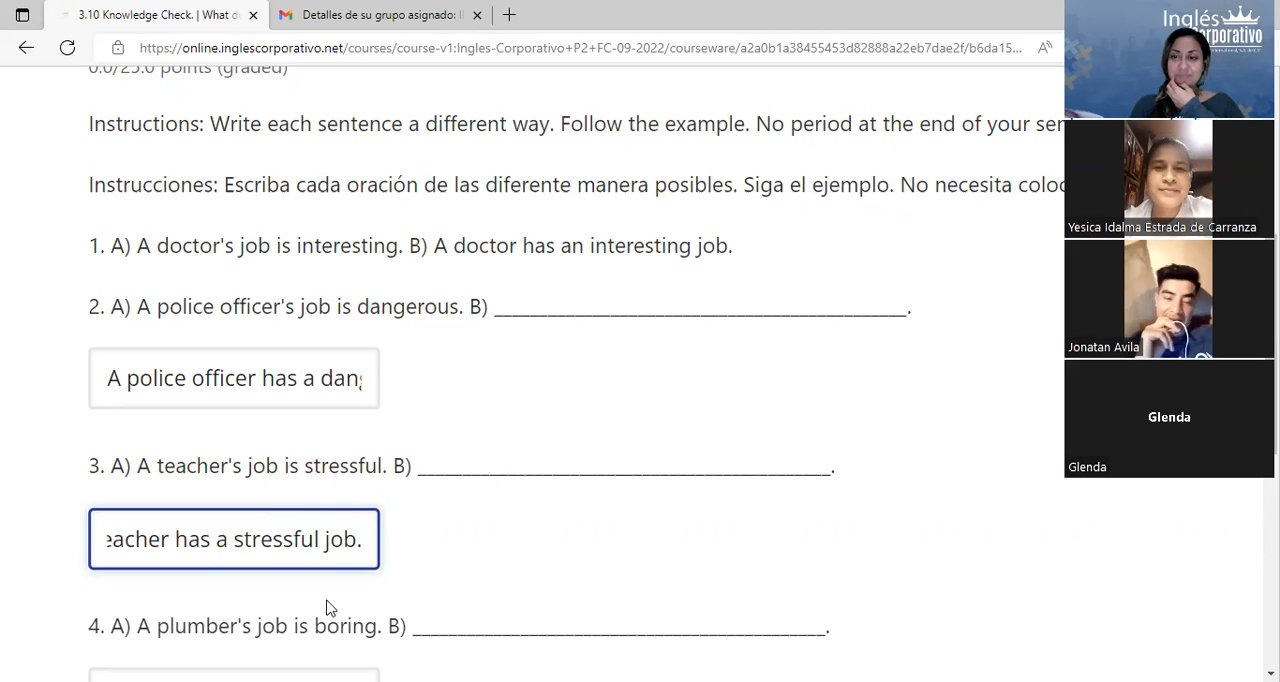 3.10 Knowledge Check. | What d
Detalles de su grupo asignado: I
https://online.inglescorporativo.net/courses/course-v1:Ingles-Corporativo+P2+FC-09-2022/courseware/a2a0b1a38455453d82888a22eb7dae2f/b6da15...
Inglés
Corporativo
0.0/25.0 points (graded)
Instructions: Write each sentence a different way. Follow the example. No period at the end of your sen
Instrucciones: Escriba cada oración de las diferente manera posibles. Siga el ejemplo. No necesita coloc
Yesica Idalma Estrada de Carranza
1. A) A doctor's job is interesting. B) A doctor has an interesting job.
2. A) A police officer's job is dangerous. B) ______________________________________.
Jonatan Avila
A police officer has a dang
Glenda
3. A) A teacher's job is stressful. B) ______________________________________.
Glenda
eacher has a stressful job.
4. A) A plumber's job is boring. B) ______________________________________.